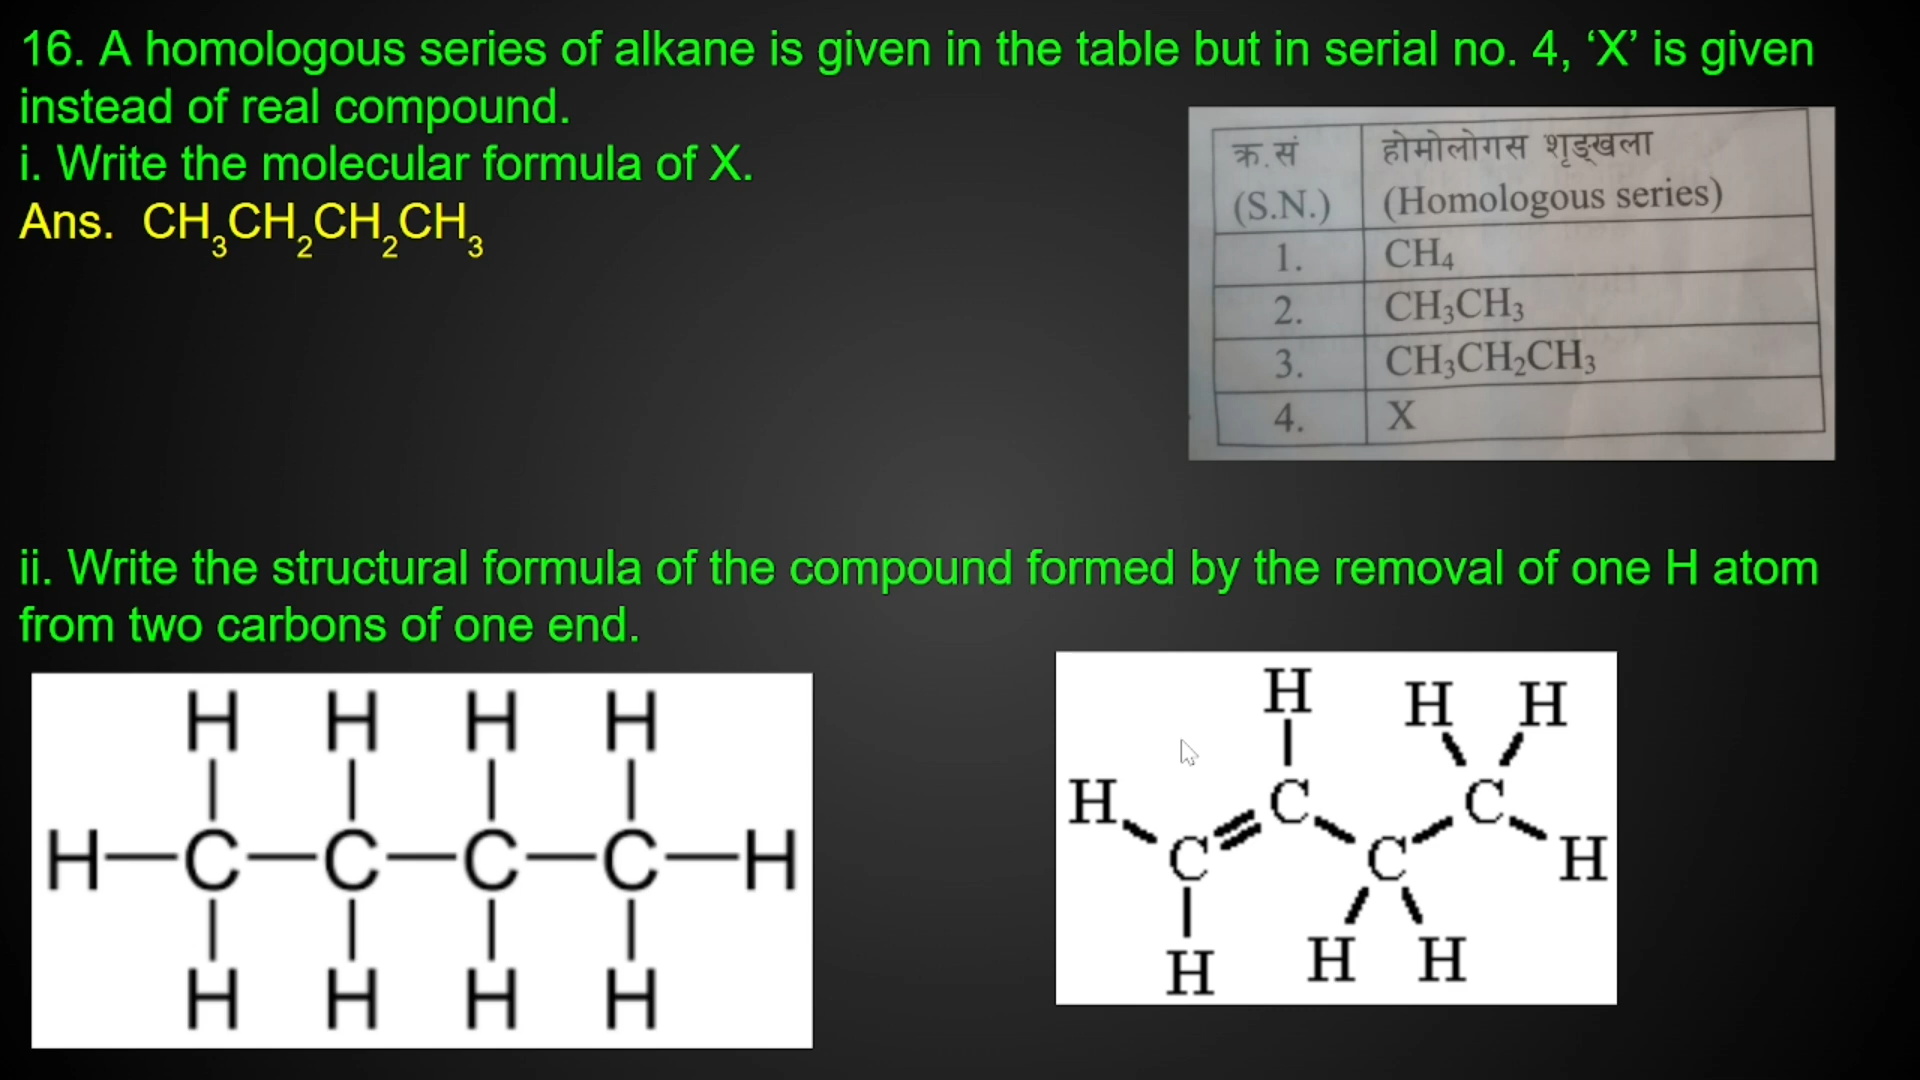 16. A homologous series of alkane is given in the table but in serial no. 4, ‘X’ is given
instead of real compound.
i. Write the molecular formula of X.
Ans. CH₃CH₂CH₂CH₃
क्र.सं होमोलोगस शृङ्खला
(S.N.) (Homologous series)
1. CH₄
2. CH₃CH₃
3. CH₃CH₂CH₃
4. X
ii. Write the structural formula of the compound formed by the removal of one H atom
from two carbons of one end.
H H H H
H—C—C—C—C—H
H H H H
H H H
H C C
C C H
H H H